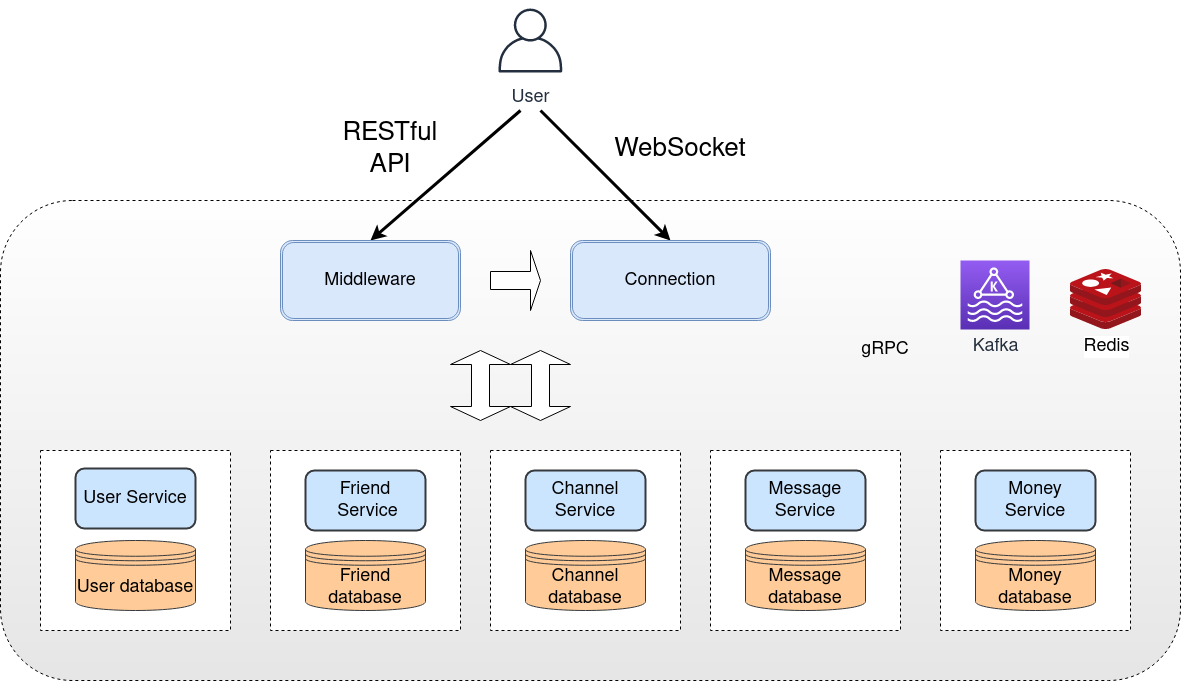 User
RESTful
API
WebSocket
Middleware
Connection
K
gRPC
Kafka
Redis
User Service
Friend
Service
Channel
Service
Message
Service
Money
Service
User database
Friend
database
Channel
database
Message
database
Money
database